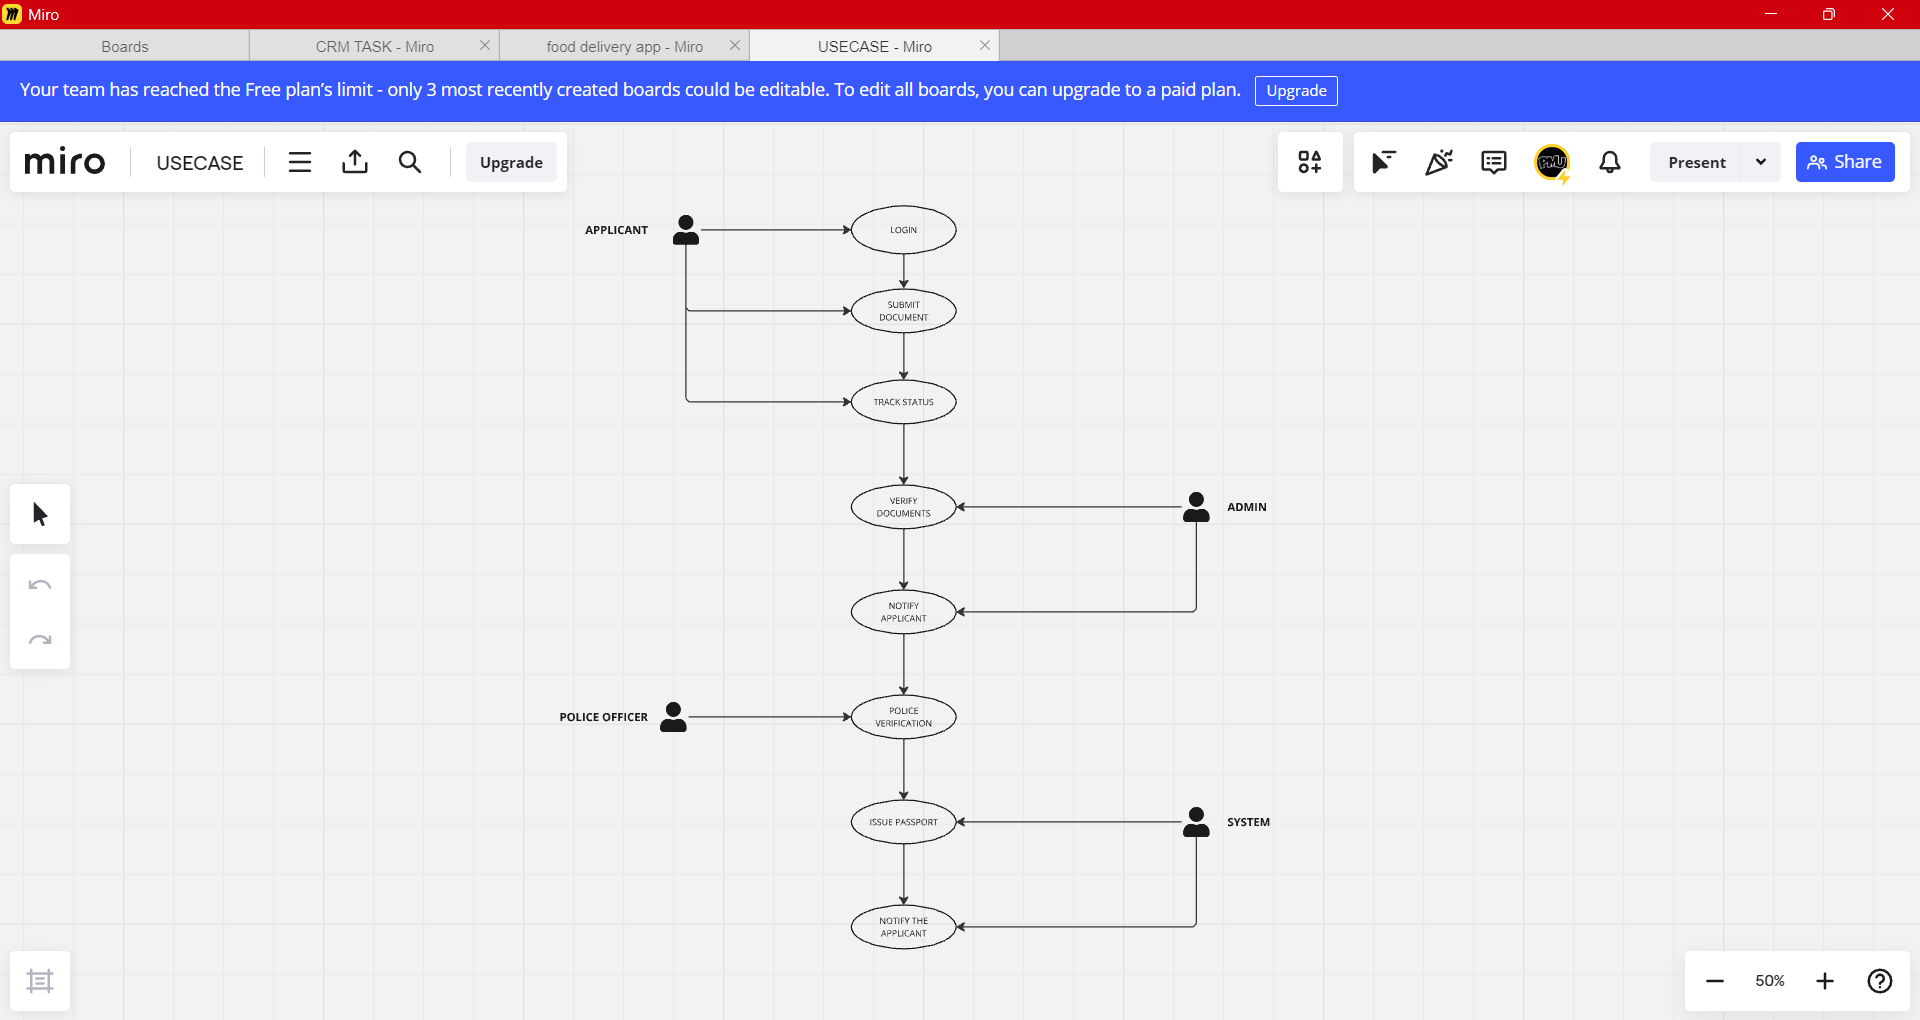 Miro
Boards
CRM TASK - Miro
food delivery app - Miro
USECASE - Miro
Your team has reached the Free plan's limit - only 3 most recently created boards could be editable. To edit all boards, you can upgrade to a paid plan.
Upgrade
miro
USECASE
Upgrade
PMU
Present
Share
APPLICANT
LOGIN
SUBMIT
DOCUMENT
TRACK STATUS
VERIFY
DOCUMENTS
ADMIN
NOTIFY
APPLICANT
POLICE OFFICER
POLICE
VERIFICATION
ISSUE PASSPORT
SYSTEM
NOTIFY THE
APPLICANT
50%